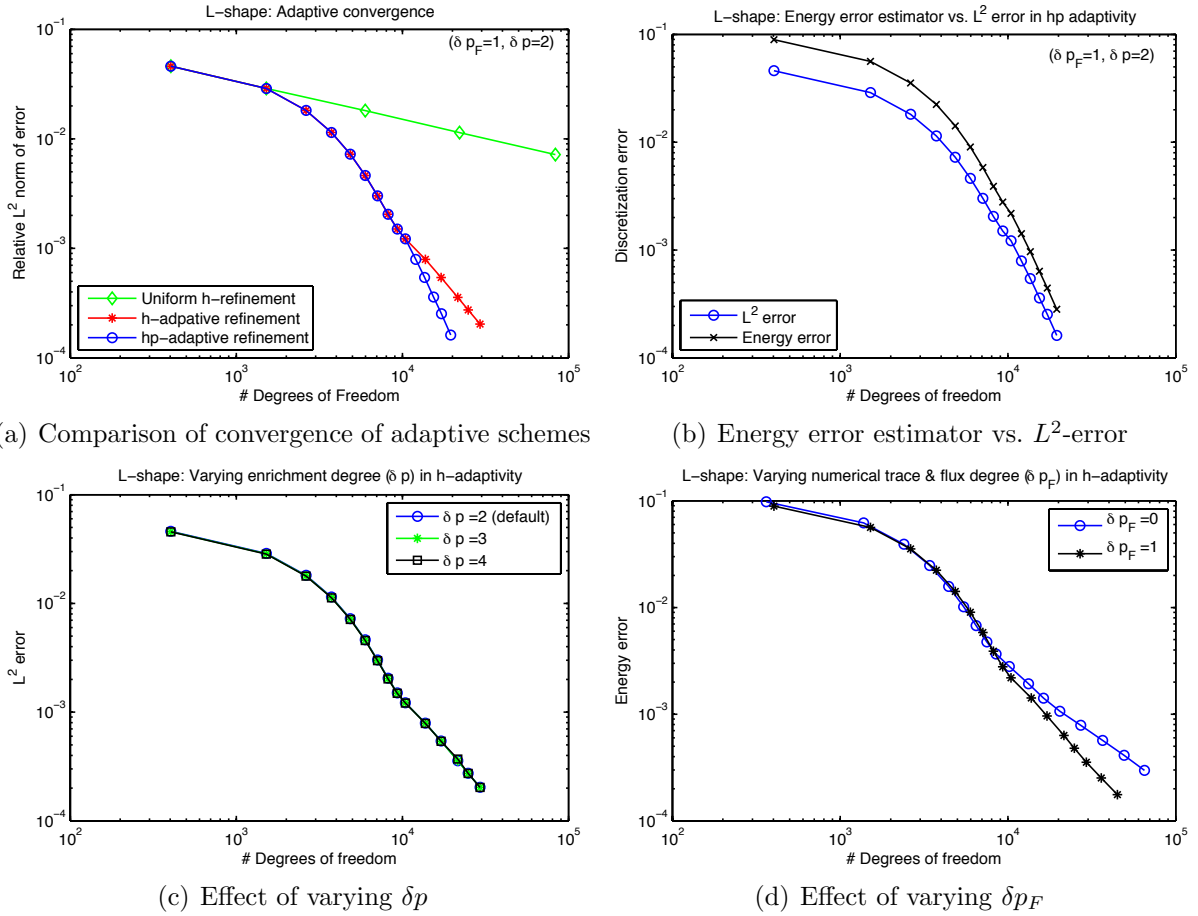 L−shape: Adaptive convergence
(δ p_F=1, δ p=2)
10^−1
10^−2
10^−3
10^−4
Relative L^2 norm of error
Uniform h−refinement
h−adpative refinement
hp−adaptive refinement
10^2
10^3
10^4
10^5
# Degrees of Freedom
(a) Comparison of convergence of adaptive schemes
L−shape: Energy error estimator vs. L^2 error in hp adaptivity
(δ p_F=1, δ p=2)
10^−1
10^−2
10^−3
10^−4
Discretization error
L^2 error
Energy error
10^2
10^3
10^4
10^5
# Degrees of freedom
(b) Energy error estimator vs. L^2-error
L−shape: Varying enrichment degree (δ p) in h−adaptivity
10^−1
10^−2
10^−3
10^−4
L^2 error
δ p =2 (default)
δ p =3
δ p =4
10^2
10^3
10^4
10^5
# Degrees of freedom
(c) Effect of varying δp
L−shape: Varying numerical trace & flux degree (δ p_F) in h−adaptivity
10^−1
10^−2
10^−3
10^−4
Energy error
δ p_F =0
δ p_F =1
10^2
10^3
10^4
10^5
# Degrees of freedom
(d) Effect of varying δp_F